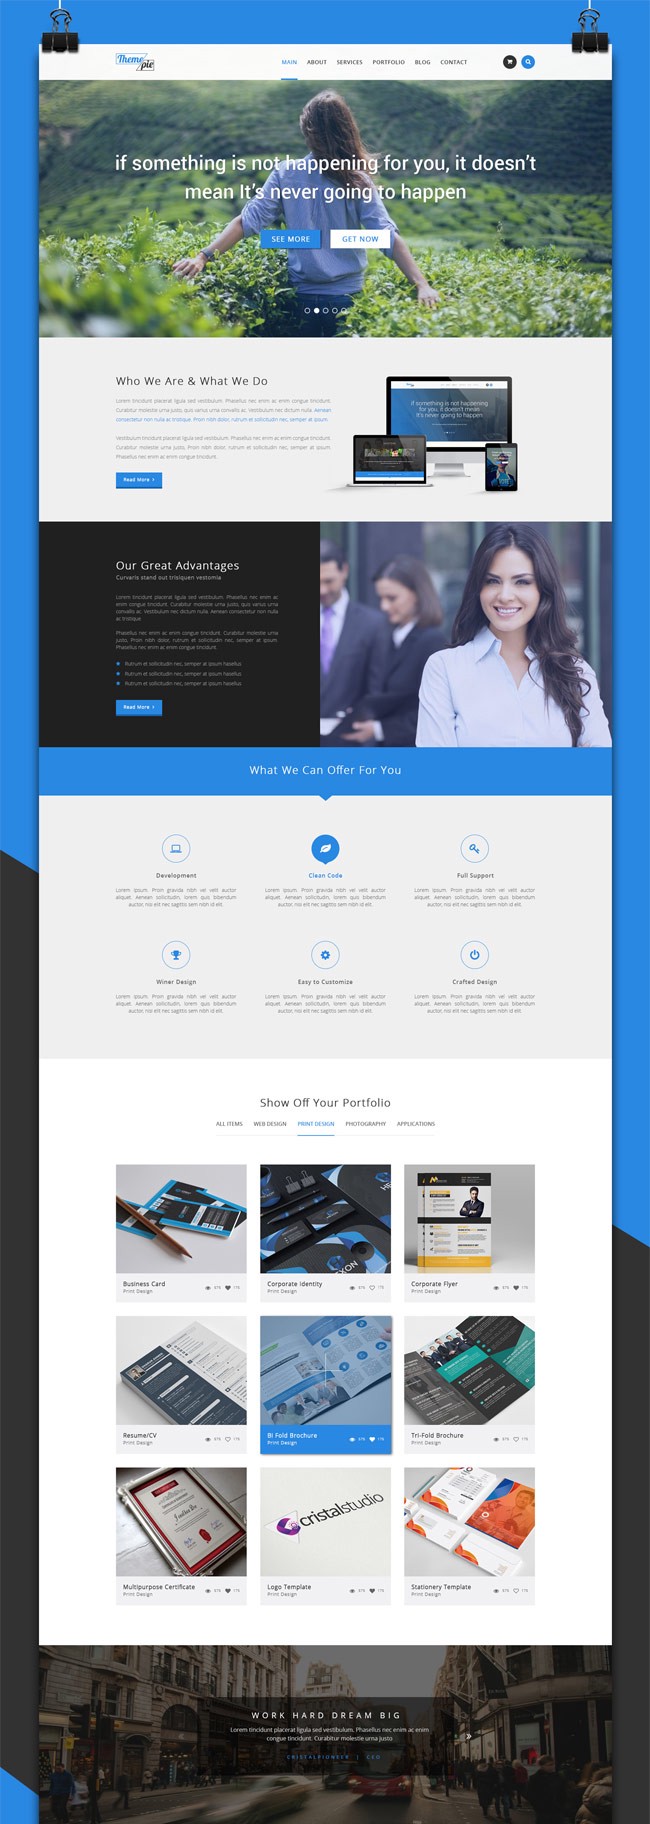 Theme
pie
MAIN ABOUT SERVICES PORTFOLIO BLOG CONTACT
if something is not happening for you, it doesn't
mean It's never going to happen
SEE MORE GET NOW
Who We Are & What We Do
Lorem tincidunt placerat ligula sed vestibulum. Phasellus nec enim ac enim congue tincidunt.
Curabitur molestie urna justo, quis varius urna convallis ac. Vestibulum nec dictum nulla. Aenean
consectetur non nulla ac tristique. Proin nibh dolor, rutrum et sollicitudin nec, semper at ipsum.
Vestibulum tincidunt placerat ligula sed vestibulum. Phasellus nec enim ac enim congue tincidunt.
Curabitur molestie urna justo. Proin nibh dolor, rutrum et sollicitudin nec, semper at ipsum.
Phasellus nec enim ac enim congue tincidunt.
Read More
if something is not happening
for you, it doesn't mean
It's never going to happen
Our Great Advantages
Curvaris stand out trisiquen vestomia
Lorem tincidunt placerat ligula sed vestibulum. Phasellus
nec enim ac enim congue tincidunt. Curabitur
molestie urna justo, quis varius urna convallis
ac. Vestibulum nec dictum nulla. Aenean consectetur non nulla
ac tristique.
Phasellus nec enim ac enim congue tincidunt. Curabitur molestie urna
justo. Proin nibh dolor, rutrum et sollicitudin nec, semper at ipsum.
Phasellus nec enim ac enim congue tincidunt.
Rutrum et sollicitudin nec, semper at ipsum hasellus
Rutrum et sollicitudin nec, semper at ipsum hasellus
Rutrum et sollicitudin nec, semper at ipsum hasellus
Read More
What We Can Offer For You
Development Clean Code Full Support
Lorem Ipsum. Proin gravida nibh vel velit auctor
aliquet. Aenean sollicitudin, lorem quis bibendum
auctor, nisi elit nec sagittis sem nibh id elit.
Lorem Ipsum. Proin gravida nibh vel velit auctor
aliquet. Aenean sollicitudin, lorem quis bibendum
auctor, nisi elit nec sagittis sem nibh id elit.
Lorem Ipsum. Proin gravida nibh vel velit auctor
aliquet. Aenean sollicitudin, lorem quis bibendum
auctor, nisi elit nec sagittis sem nibh id elit.
Winer Design Easy to Customize Crafted Design
Lorem Ipsum. Proin gravida nibh vel velit auctor
aliquet. Aenean sollicitudin, lorem quis bibendum
auctor, nisi elit nec sagittis sem nibh id elit.
Lorem Ipsum. Proin gravida nibh vel velit auctor
aliquet. Aenean sollicitudin, lorem quis bibendum
auctor, nisi elit nec sagittis sem nibh id elit.
Lorem Ipsum. Proin gravida nibh vel velit auctor
aliquet. Aenean sollicitudin, lorem quis bibendum
auctor, nisi elit nec sagittis sem nibh id elit.
Show Off Your Portfolio
ALL ITEMS WEB DESIGN PRINT DESIGN PHOTOGRAPHY APPLICATIONS
Business Card
Print Design
Corporate Identity
Print Design
Corporate Flyer
Print Design
Resume/CV
Print Design
Bi Fold Brochure
Print Design
Tri-Fold Brochure
Print Design
cristalstudio
Multipurpose Certificate
Print Design
Logo Template
Print Design
Stationery Template
Print Design
WORK HARD DREAM BIG
Lorem tincidunt placerat ligula sed vestibulum. Phasellus nec enim ac enim
congue tincidunt. Curabitur molestie urna justo
CRISTALPIONEER | CEO